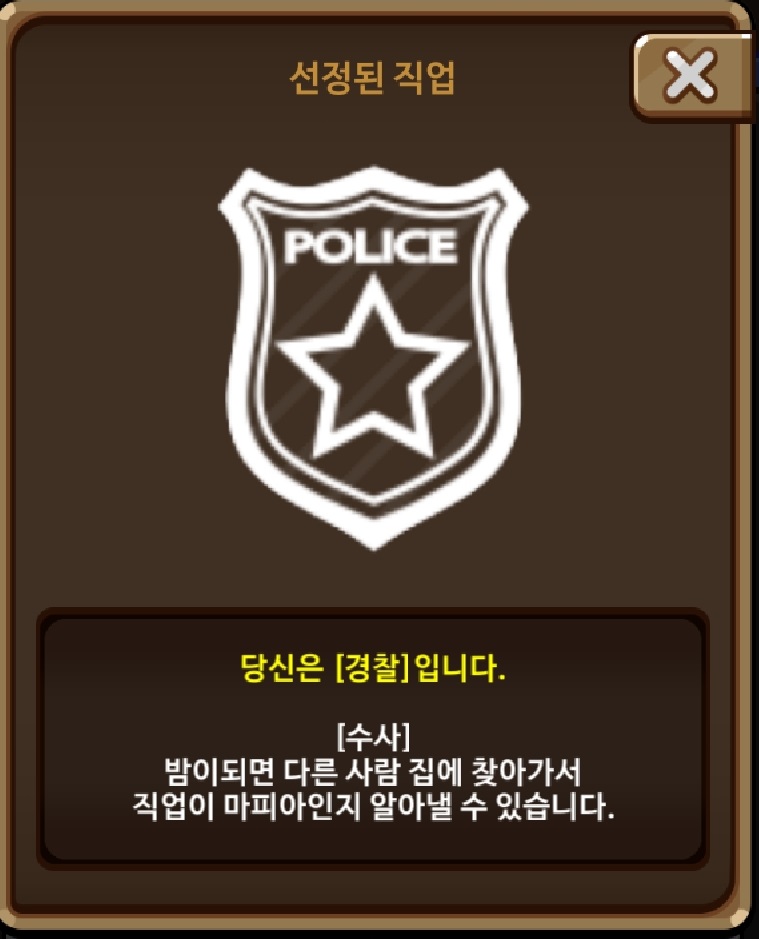 선정된 직업
POLICE
당신은 [경찰]입니다.
[수사]
밤이되면 다른 사람 집에 찾아가서
직업이 마피아인지 알아낼 수 있습니다.